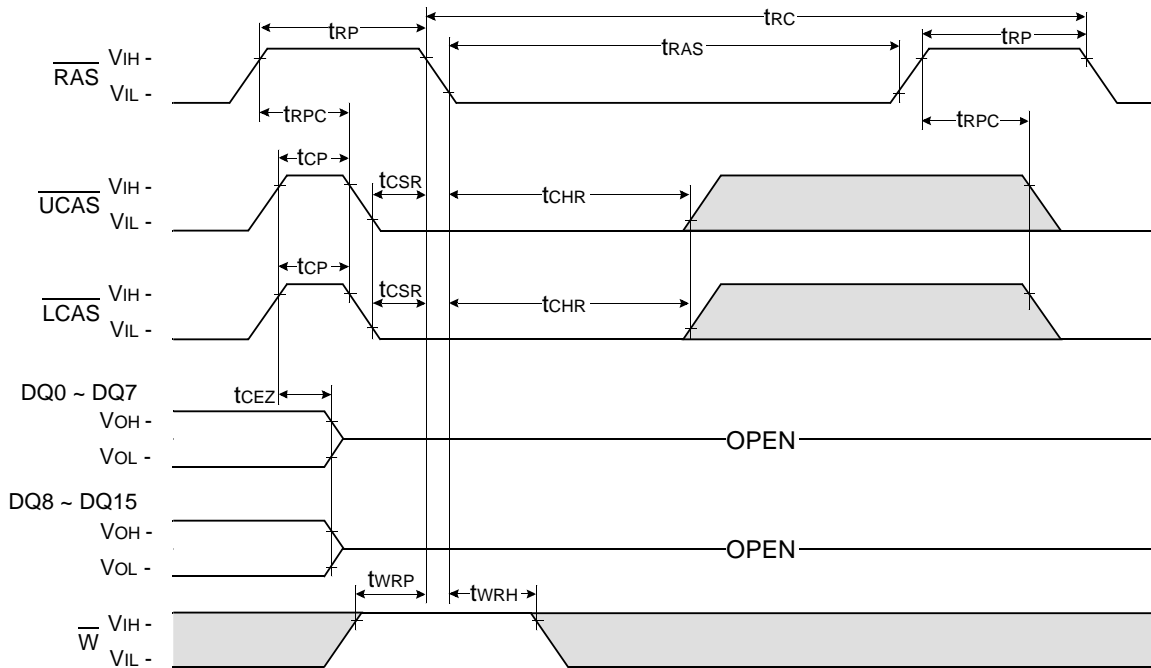 tRC
tRP
tRP
tRAS
RAS
VIH -
VIL -
tRPC
tRPC
tCP
tCSR
tCHR
UCAS
VIH -
VIL -
tCP
tCSR
tCHR
LCAS
VIH -
VIL -
tCEZ
DQ0 ~ DQ7
VOH -
VOL -
OPEN
DQ8 ~ DQ15
VOH -
VOL -
OPEN
tWRP
tWRH
W
VIH -
VIL -